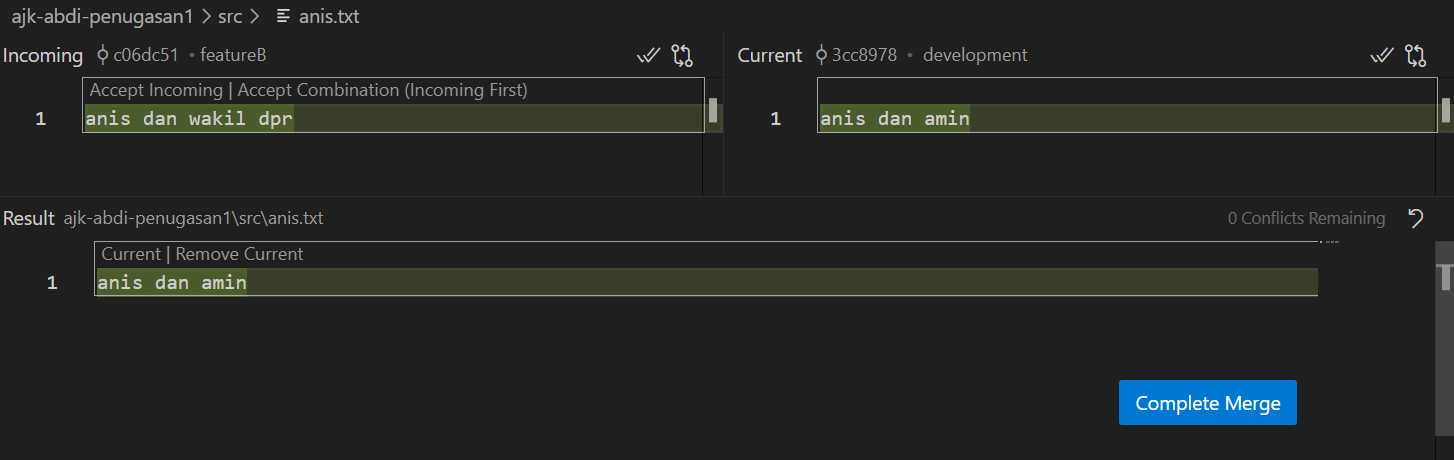 ajk-abdi-penugasan1 > src > anis.txt
Incoming c06dc51 • featureB
Accept Incoming | Accept Combination (Incoming First)
1 anis dan wakil dpr
Current 3cc8978 • development
1 anis dan amin
Result ajk-abdi-penugasan1\src\anis.txt 0 Conflicts Remaining
Current | Remove Current
1 anis dan amin
Complete Merge